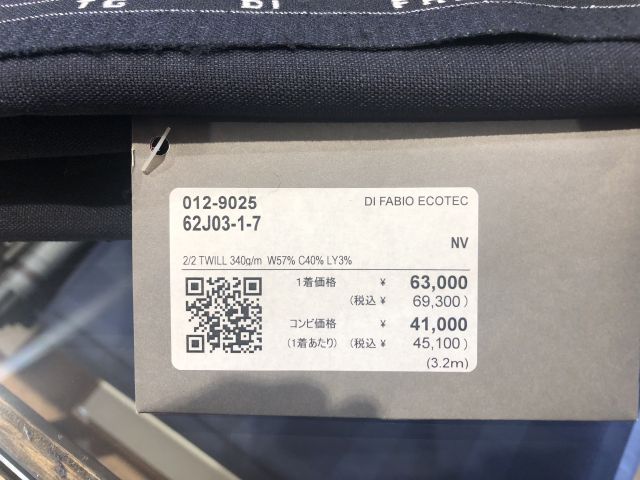 DI
012-9025
DI FABIO ECOTEC
62J03-1-7
NV
2/2 TWILL 340g/m W57% C40% LY3%
1着価格 ¥ 63,000
(税込 ¥ 69,300)
コンビ価格 ¥ 41,000
(1着あたり) (税込 ¥ 45,100)
(3.2m)